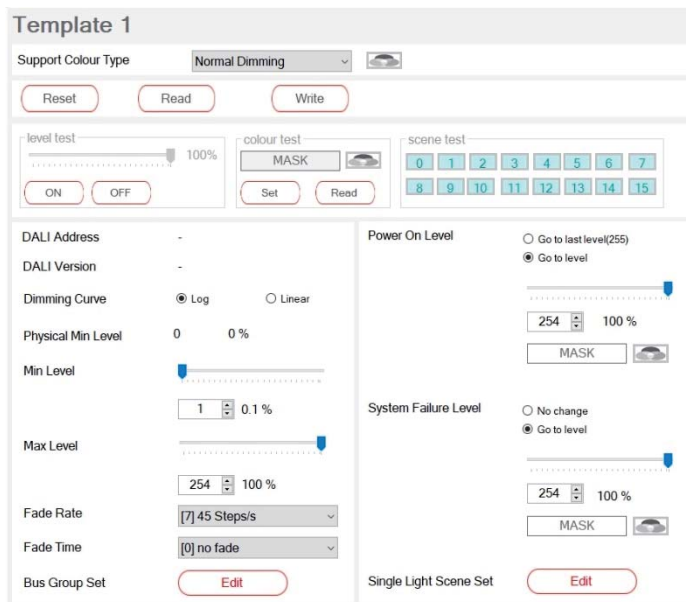 Template 1
Support Colour Type Normal Dimming
Reset Read Write
level test
100%
ON OFF
colour test
MASK
Set Read
scene test
0 1 2 3 4 5 6 7
8 9 10 11 12 13 14 15
DALI Address -
DALI Version -
Dimming Curve Log Linear
Physical Min Level 0 0 %
Min Level
1 0.1 %
Max Level
254 100 %
Fade Rate [7] 45 Steps/s
Fade Time [0] no fade
Bus Group Set Edit
Power On Level Go to last level(255)
Go to level
254 100 %
MASK
System Failure Level No change
Go to level
254 100 %
MASK
Single Light Scene Set Edit